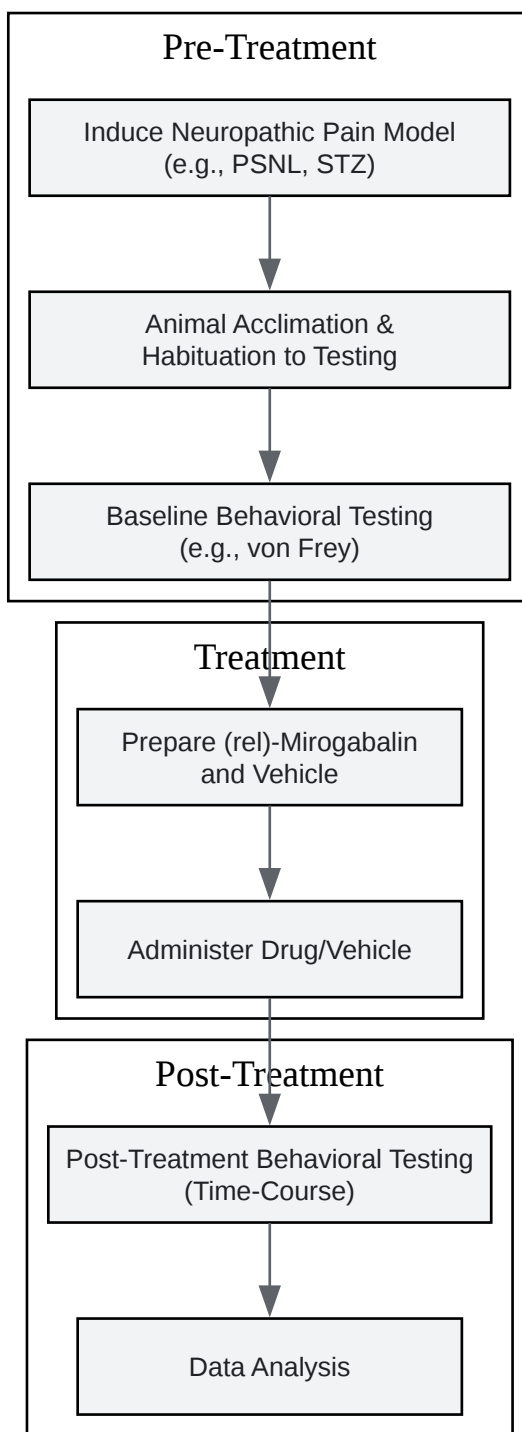 Pre-Treatment
Induce Neuropathic Pain Model
(e.g., PSNL, STZ)
Animal Acclimation &
Habituation to Testing
Baseline Behavioral Testing
(e.g., von Frey)
Treatment
Prepare (rel)-Mirogabalin
and Vehicle
Administer Drug/Vehicle
Post-Treatment
Post-Treatment Behavioral Testing
(Time-Course)
Data Analysis